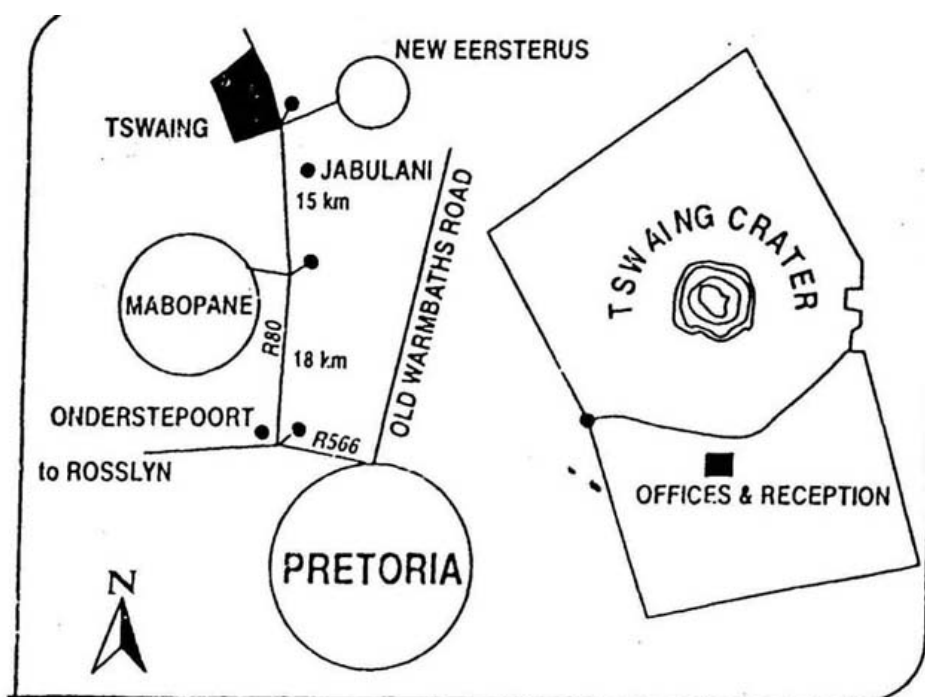 NEW EERSTERUS
TSWAING
JABULANI
15 km
OLD WARMBATHS ROAD
TSWAING CRATER
MABOPANE
R80
18 km
ONDERSTEPOORT
R566
to ROSSLYN
OFFICES & RECEPTION
PRETORIA
N